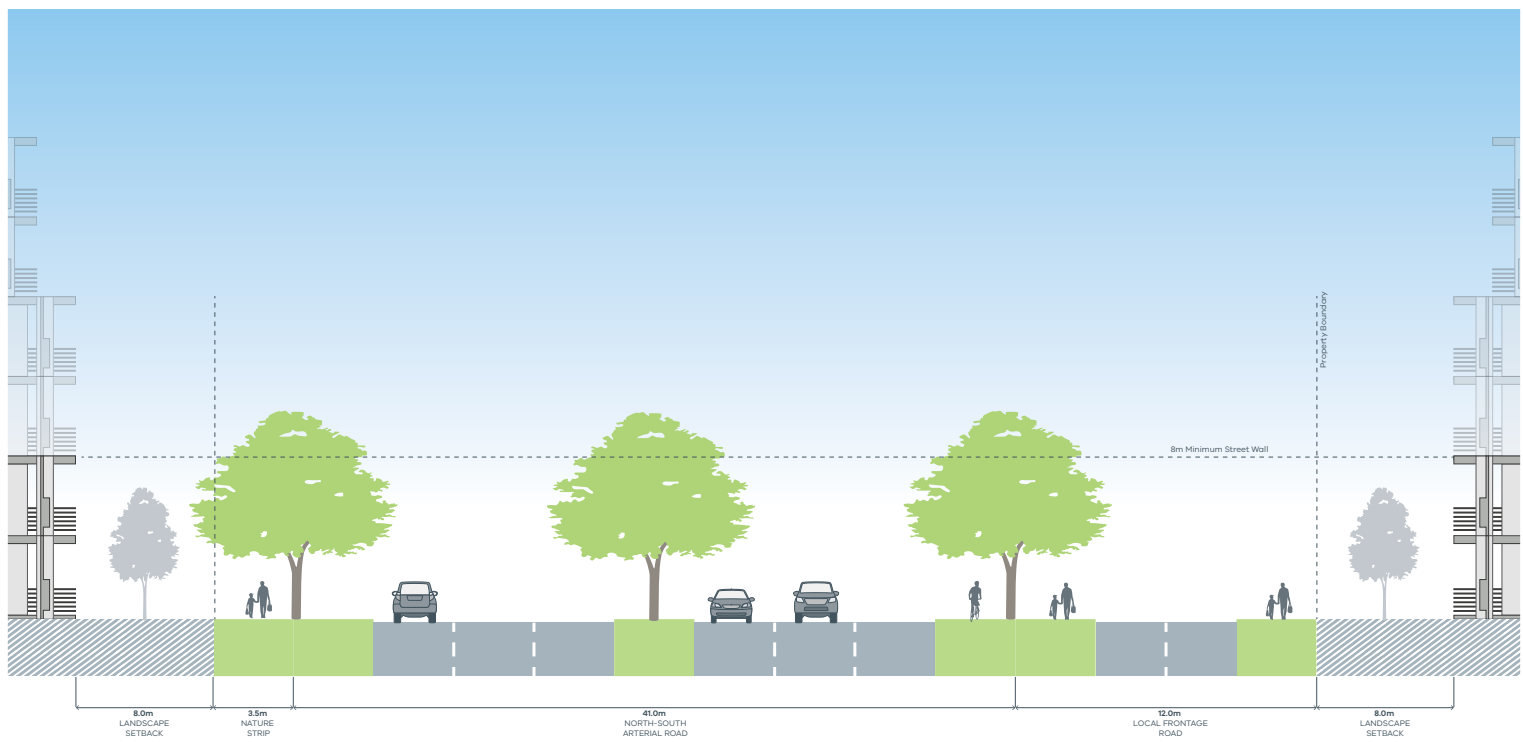 Property Boundary
8m Minimum Street Wall
8.0m
LANDSCAPE
SETBACK
3.5m
NATURE
STRIP
41.0m
NORTH-SOUTH
ARTERIAL ROAD
12.0m
LOCAL FRONTAGE
ROAD
8.0m
LANDSCAPE
SETBACK